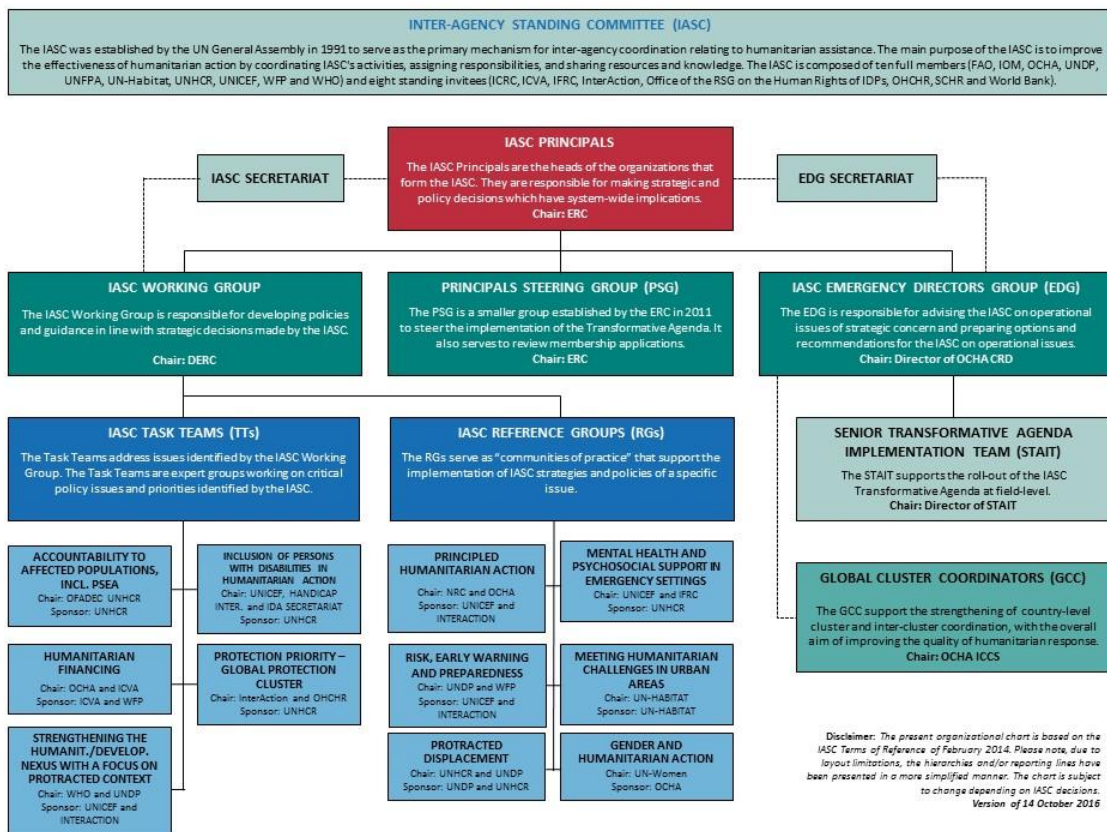 INTER-AGENCY STANDING COMMITTEE (IASC)
The IASC was established by the UN General Assembly in 1991 to serve as the primary mechanism for inter-agency coordination relating to humanitarian assistance. The main purpose of the IASC is to improve
the effectiveness of humanitarian action by coordinating IASC's activities, assigning responsibilities, and sharing resources and knowledge. The IASC is composed of ten full members (FAO, IOM, OCHA, UNDP,
UNFPA, UN-Habitat, UNHCR, UNICEF, WFP and WHO) and eight standing invitees (ICRC, ICVA, IFRC, InterAction, Office of the RSG on the Human Rights of IDPs, OHCHR, SCHR and World Bank).
IASC PRINCIPALS
The IASC Principals are the heads of the organizations that
form the IASC. They are responsible for making strategic and
policy decisions which have system-wide implications.
Chair: ERC
IASC SECRETARIAT
EDG SECRETARIAT
IASC WORKING GROUP
The IASC Working Group is responsible for developing policies
and guidance in line with strategic decisions made by the IASC.
Chair: DERC
PRINCIPALS STEERING GROUP (PSG)
The PSG is a smaller group established by the ERC in 2011
to steer the implementation of the Transformative Agenda. It
also serves to review membership applications.
Chair: ERC
IASC EMERGENCY DIRECTORS GROUP (EDG)
The EDG is responsible for advising the IASC on operational
issues of strategic concern and preparing options and
recommendations for the IASC on operational issues.
Chair: Director of OCHA CRD
IASC TASK TEAMS (TTs)
The Task Teams address issues identified by the IASC Working
Group. The Task Teams are expert groups working on critical
policy issues and priorities identified by the IASC.
IASC REFERENCE GROUPS (RGs)
The RGs serve as “communities of practice” that support the
implementation of IASC strategies and policies of a specific
issue.
SENIOR TRANSFORMATIVE AGENDA
IMPLEMENTATION TEAM (STAIT)
The STAIT supports the roll-out of the IASC
Transformative Agenda at field-level.
Chair: Director of STAIT
ACCOUNTABILITY TO
AFFECTED POPULATIONS,
INCL. PSEA
Chair: OFADEC UNHCR
Sponsor: UNHCR
INCLUSION OF PERSONS
WITH DISABILITIES IN
HUMANITARIAN ACTION
Chair: UNICEF, HANDICAP
INTER. and IDA SECRETARIAT
Sponsor: UNHCR
HUMANITARIAN
FINANCING
Chair: OCHA and ICVA
Sponsor: ICVA and WFP
PROTECTION PRIORITY –
GLOBAL PROTECTION
CLUSTER
Chair: InterAction and OHCHR
Sponsor: UNHCR
STRENGTHENING THE
HUMANIT./DEVELOP.
NEXUS WITH A FOCUS ON
PROTRACTED CONTEXT
Chair: WHO and UNDP
Sponsor: UNICEF and
INTERACTION
PRINCIPLED
HUMANITARIAN ACTION
Chair: NRC and OCHA
Sponsor: UNICEF and
INTERACTION
MENTAL HEALTH AND
PSYCHOSOCIAL SUPPORT IN
EMERGENCY SETTINGS
Chair: UNICEF and IFRC
Sponsor: UNHCR
RISK, EARLY WARNING
AND PREPAREDNESS
Chair: UNDP and WFP
Sponsor: UNICEF and
INTERACTION
MEETING HUMANITARIAN
CHALLENGES IN URBAN
AREAS
Chair: UN-HABITAT
Sponsor: UN-HABITAT
PROTRACTED
DISPLACEMENT
Chair: UNHCR and UNDP
Sponsor: UNDP and UNHCR
GENDER AND
HUMANITARIAN ACTION
Chair: UN-Women
Sponsor: OCHA
GLOBAL CLUSTER COORDINATORS (GCC)
The GCC support the strengthening of country-level
cluster and inter-cluster coordination, with the overall
aim of improving the quality of humanitarian response.
Chair: OCHA ICCS
Disclaimer: The present organizational chart is based on the
IASC Terms of Reference of February 2014. Please note, due to
layout limitations, the hierarchies and/or reporting lines have
been presented in a more simplified manner. The chart is subject
to change depending on IASC decisions.
Version of 14 October 2016